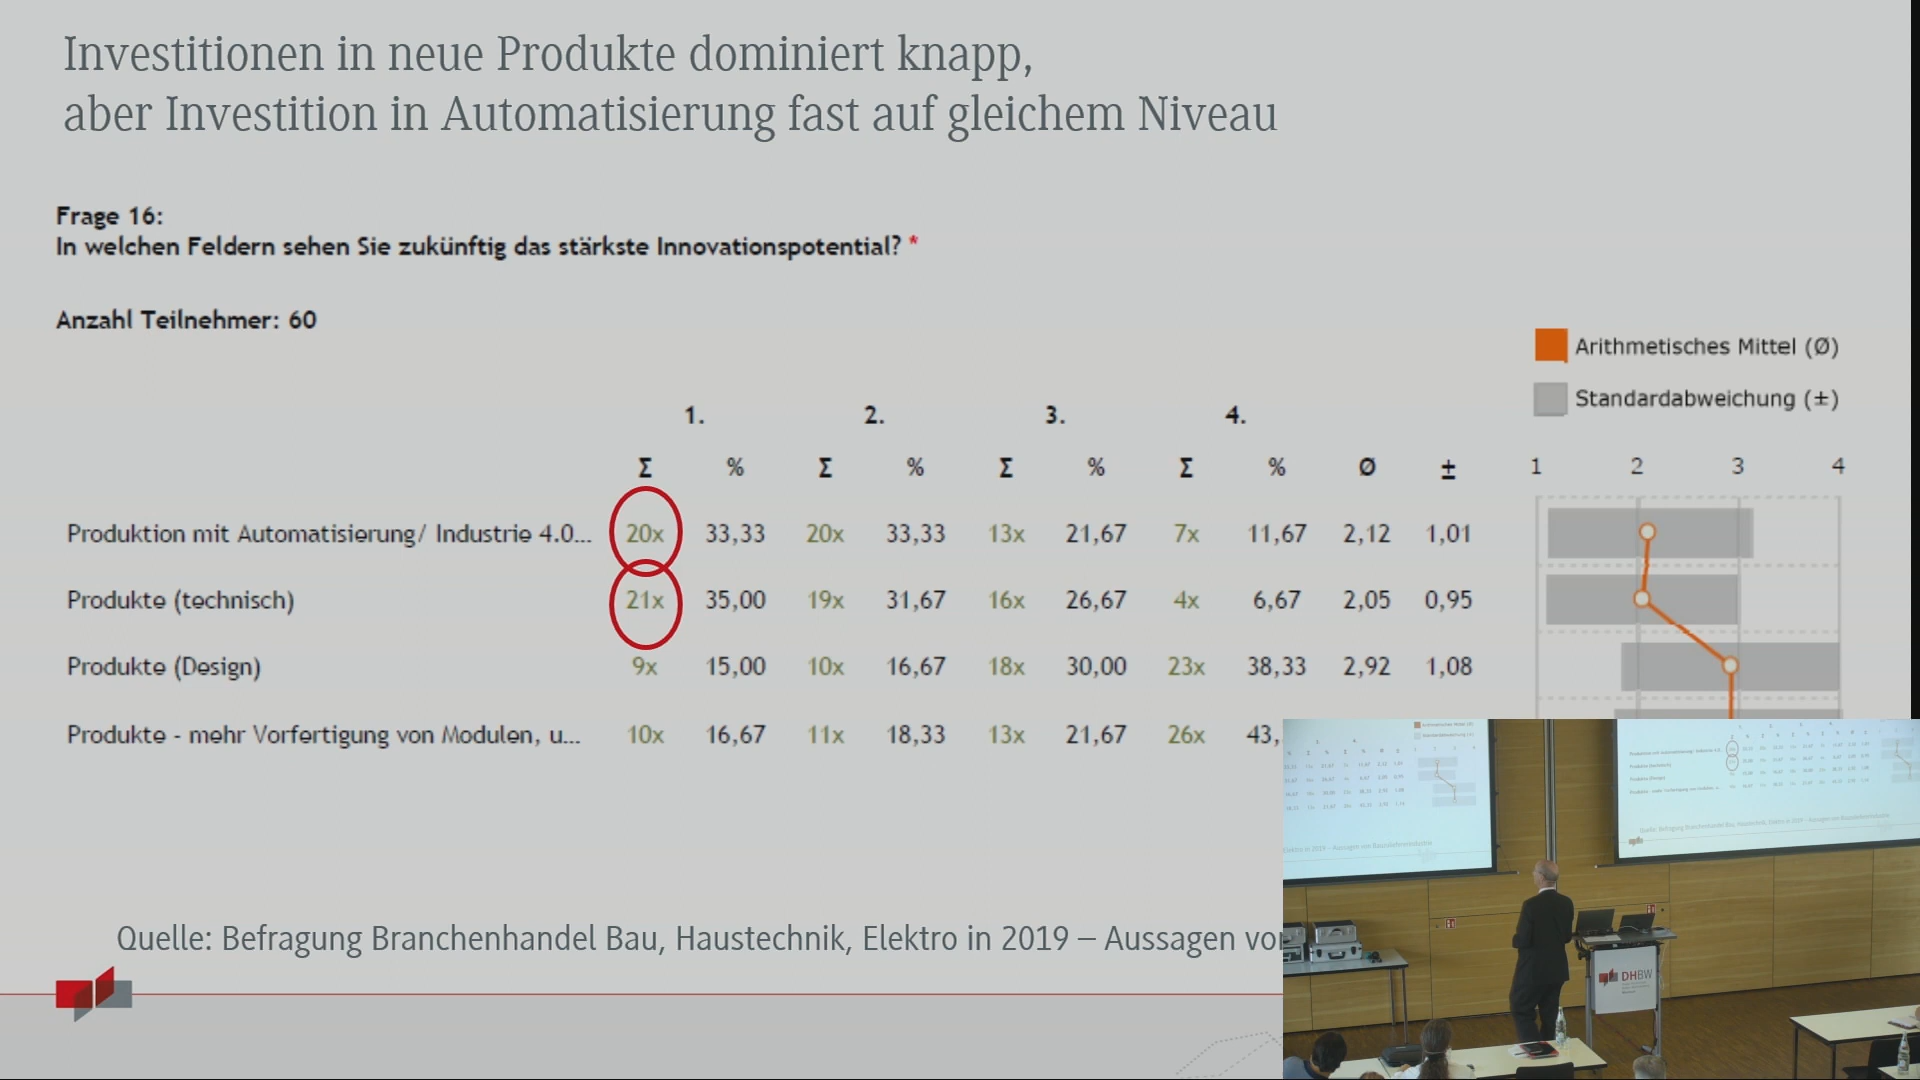 Investitionen in neue Produkte dominiert knapp,
aber Investition in Automatisierung fast auf gleichem Niveau
Frage 16:
In welchen Feldern sehen Sie zukünftig das stärkste Innovationspotential? *
Anzahl Teilnehmer: 60
Arithmetisches Mittel (Ø)
Standardabweichung (±)
1. 2. 3. 4.
Σ % Σ % Σ % Σ % Ø ± 1 2 3 4
Produktion mit Automatisierung/ Industrie 4.0... 20x 33,33 20x 33,33 13x 21,67 7x 11,67 2,12 1,01
Produkte (technisch) 21x 35,00 19x 31,67 16x 26,67 4x 6,67 2,05 0,95
Produkte (Design) 9x 15,00 10x 16,67 18x 30,00 23x 38,33 2,92 1,08
Produkte - mehr Vorfertigung von Modulen, u... 10x 16,67 11x 18,33 13x 21,67 26x 43,
Quelle: Befragung Branchenhandel Bau, Haustechnik, Elektro in 2019 – Aussagen vor
DHBW